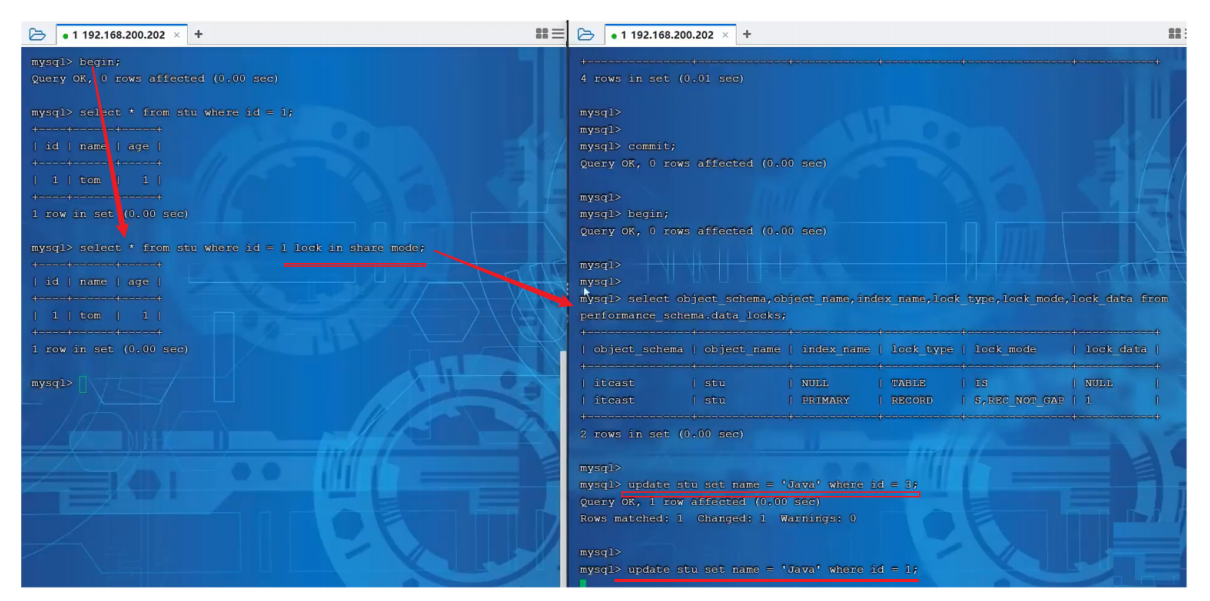 1 192.168.200.202 × +
mysql> begin;
Query OK, 0 rows affected (0.00 sec)
mysql> select * from stu where id = 1;
+----+------+-----+
| id | name | age |
+----+------+-----+
| 1 | tom | 1 |
+----+------+-----+
1 row in set (0.00 sec)
mysql> select * from stu where id = 1 lock in share mode;
+----+------+-----+
| id | name | age |
+----+------+-----+
| 1 | tom | 1 |
+----+------+-----+
1 row in set (0.00 sec)
mysql>
1 192.168.200.202 × +
+---------------+-------------+------------+-----------+---------------+-----------+
4 rows in set (0.01 sec)
mysql>
mysql>
mysql> commit;
Query OK, 0 rows affected (0.00 sec)
mysql>
mysql> begin;
Query OK, 0 rows affected (0.00 sec)
mysql>
mysql>
mysql> select object_schema,object_name,index_name,lock_type,lock_mode,lock_data from
performance_schema.data_locks;
+---------------+-------------+------------+-----------+---------------+-----------+
| object_schema | object_name | index_name | lock_type | lock_mode | lock_data |
+---------------+-------------+------------+-----------+---------------+-----------+
| itcast | stu | NULL | TABLE | IS | NULL |
| itcast | stu | PRIMARY | RECORD | S,REC_NOT_GAP | 1 |
+---------------+-------------+------------+-----------+---------------+-----------+
2 rows in set (0.00 sec)
mysql>
mysql> update stu set name = 'Java' where id = 3;
Query OK, 1 row affected (0.00 sec)
Rows matched: 1 Changed: 1 Warnings: 0
mysql>
mysql> update stu set name = 'Java' where id = 1;